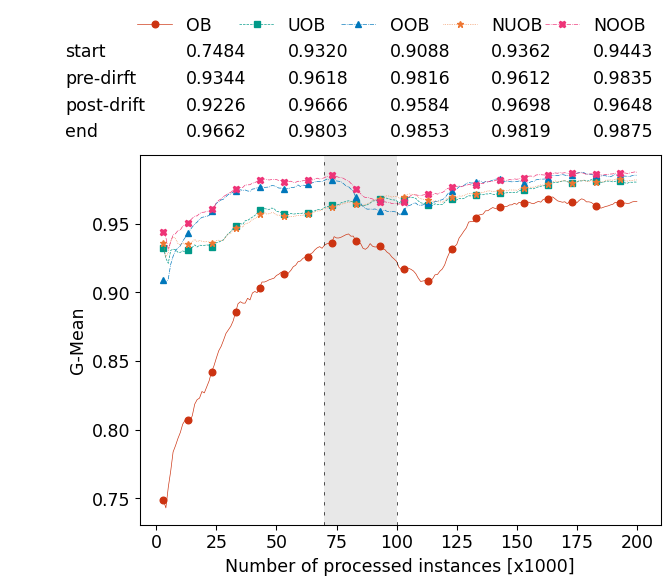 OB UOB OOB NUOB NOOB
start 0.7484 0.9320 0.9088 0.9362 0.9443
pre-dirft 0.9344 0.9618 0.9816 0.9612 0.9835
post-drift 0.9226 0.9666 0.9584 0.9698 0.9648
end 0.9662 0.9803 0.9853 0.9819 0.9875
0.95
0.90
0.85
0.80
0.75
G-Mean
0 25 50 75 100 125 150 175 200
Number of processed instances [x1000]